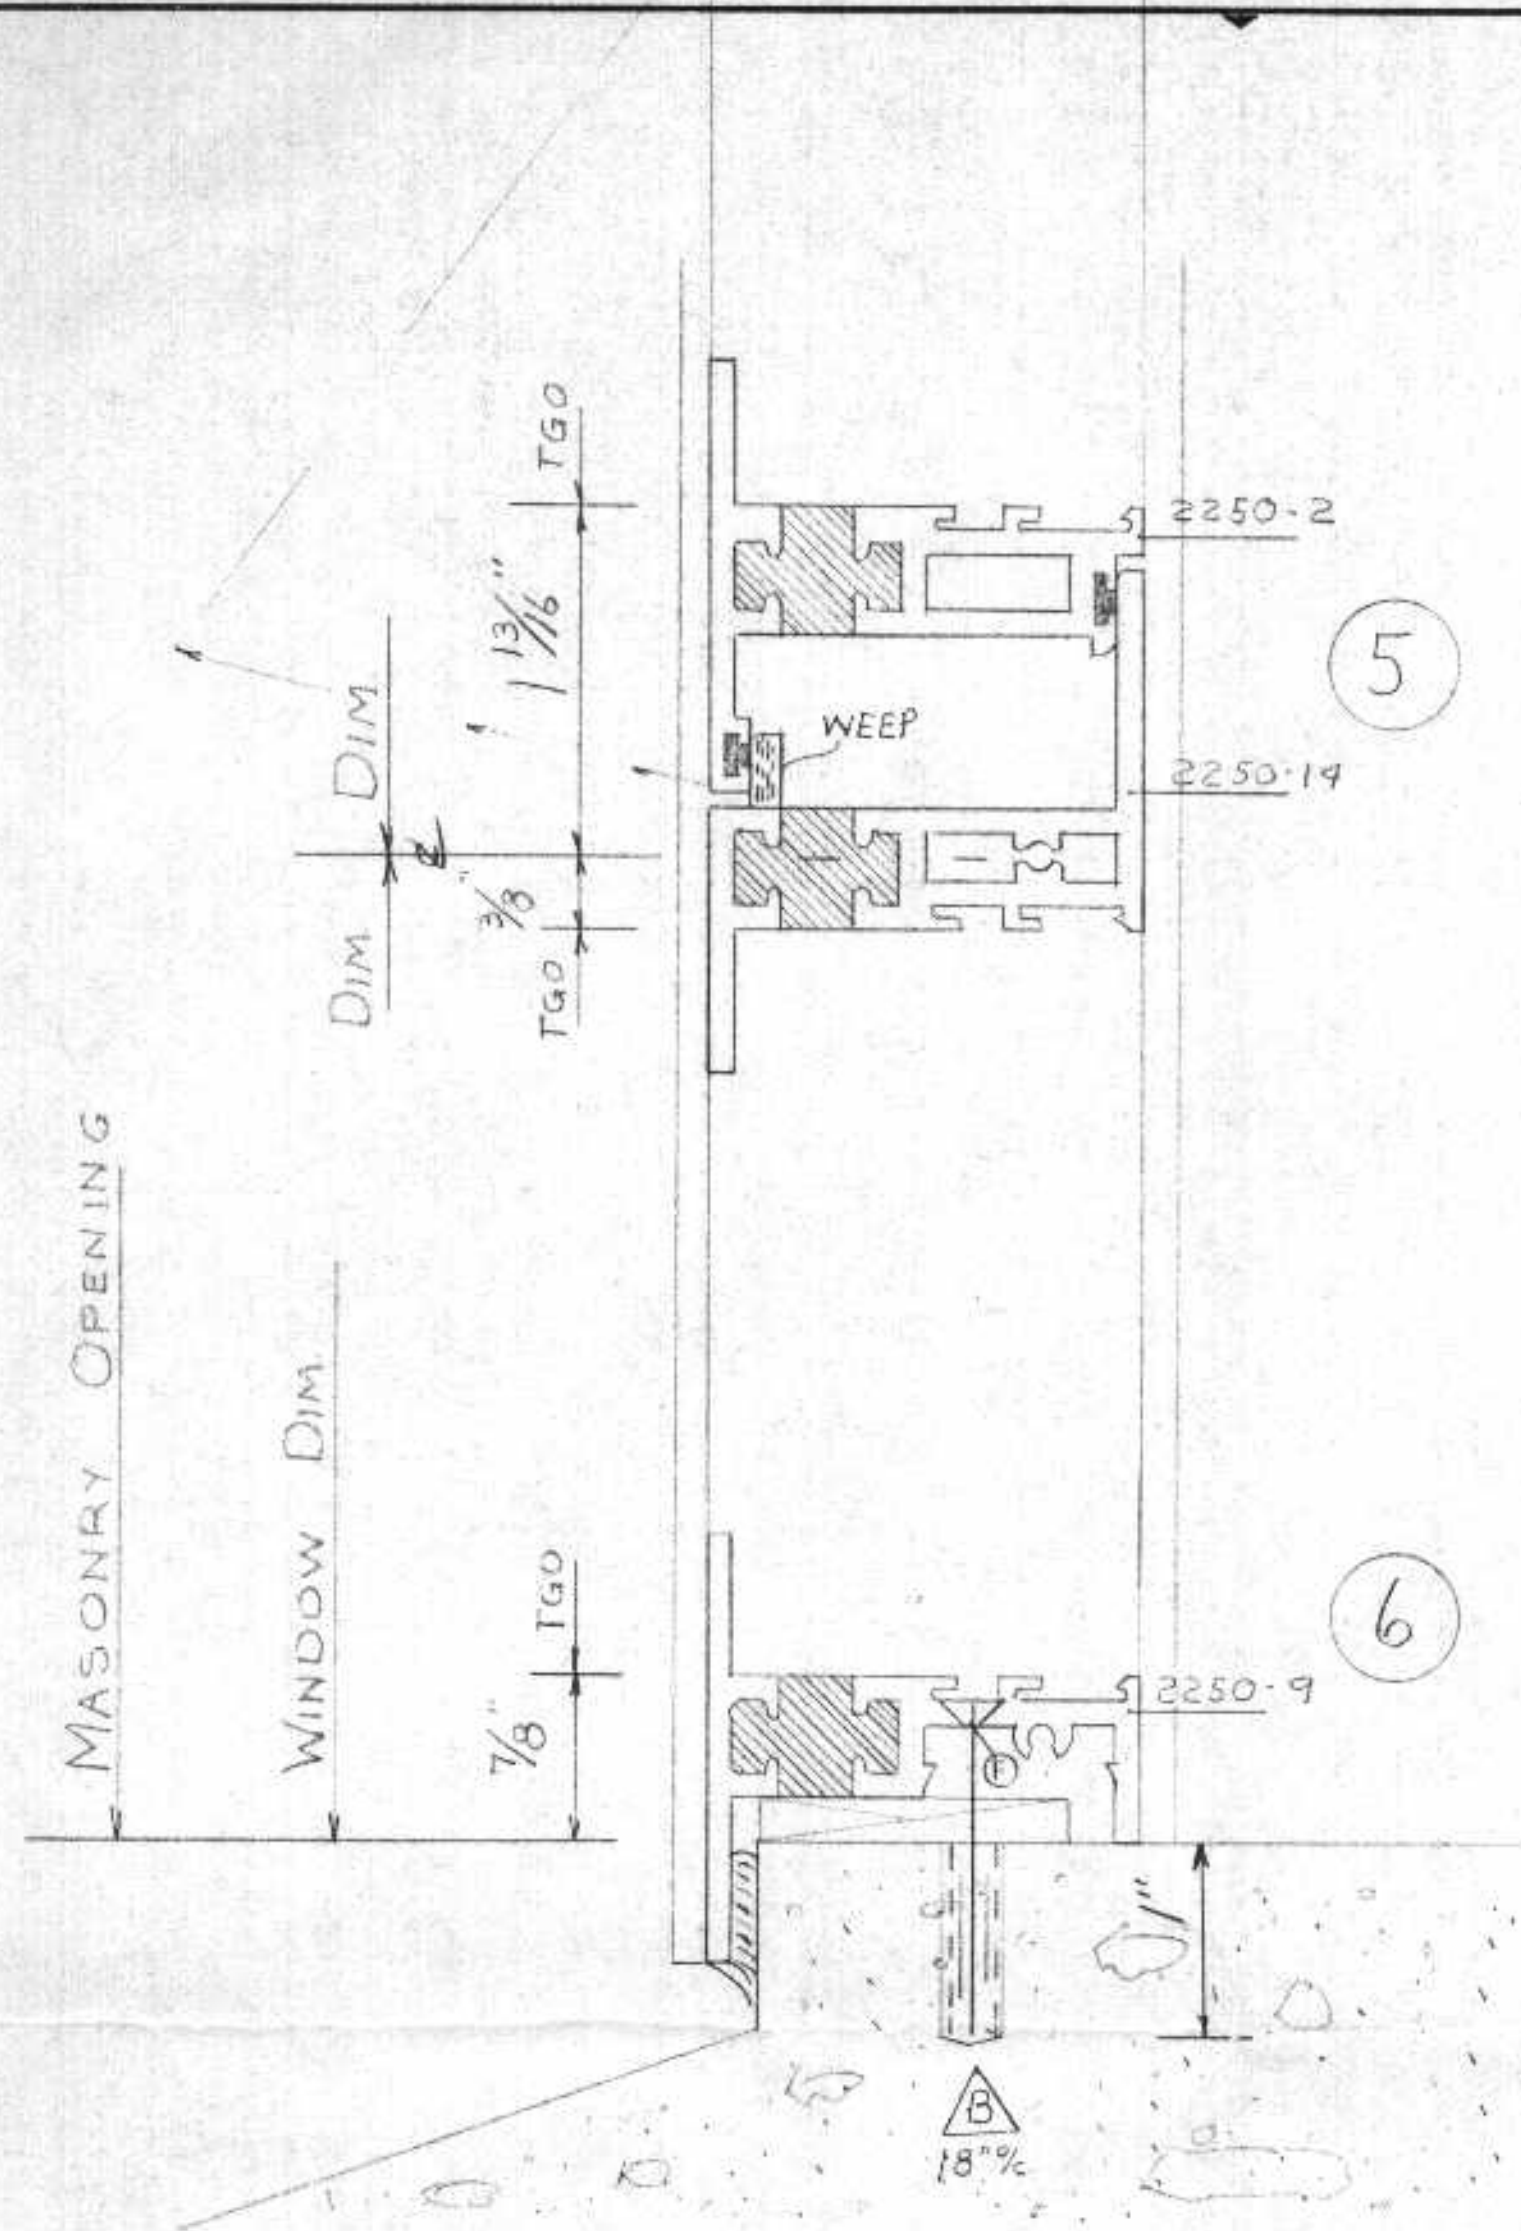 TGO
2250-2
1 13/16"
5
DIM
WEEP
2250-14
℄
3/8"
DIM
TGO
MASONRY OPENING
WINDOW DIM
TGO
6
2250-9
7/8"
1"
B
18" o/c